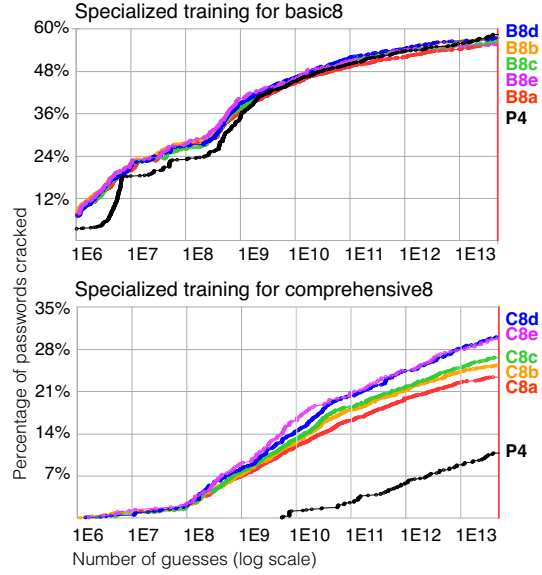 Specialized training for basic8
60%
48%
36%
24%
12%
1E6 1E7 1E8 1E9 1E10 1E11 1E12 1E13
B8d
B8b
B8c
B8e
B8a
P4
Percentage of passwords cracked
Specialized training for comprehensive8
35%
28%
21%
14%
7%
1E6 1E7 1E8 1E9 1E10 1E11 1E12 1E13
C8d
C8e
C8c
C8b
C8a
P4
Number of guesses (log scale)